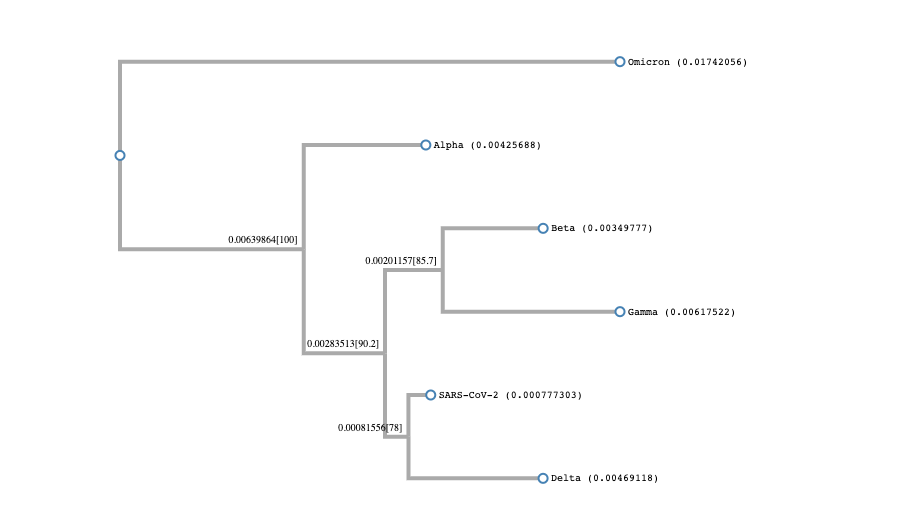 Omicron (0.01742056)
Alpha (0.00425688)
Beta (0.00349777)
0.00639864[100]
0.00201157[85.7]
Gamma (0.00617522)
0.00283513[90.2]
SARS-CoV-2 (0.000777303)
0.00081556[78]
Delta (0.00469118)